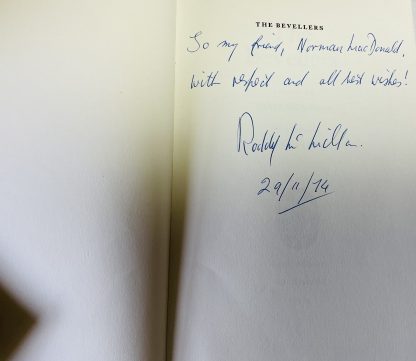 THE BEVELLERS
To my friend, Norman MacDonald,
with respect and all best wishes!
Roddy McMillan.
29/11/74